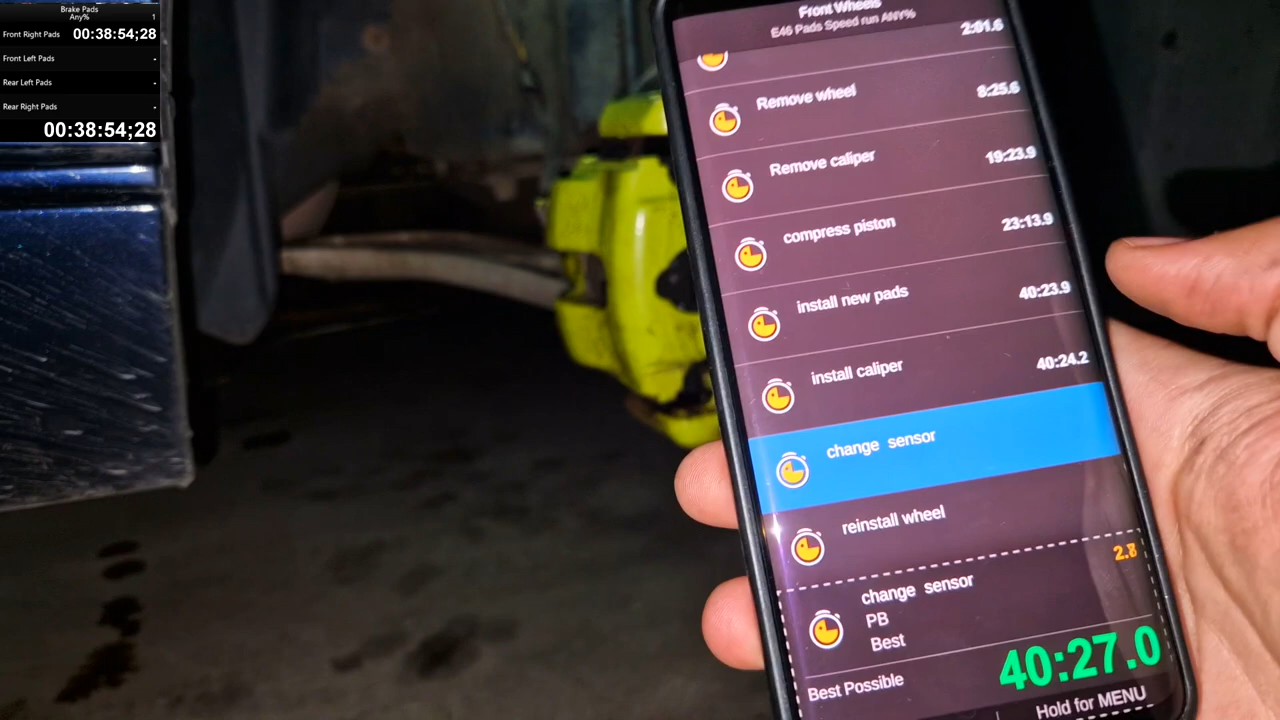 Brake Pads
Any%
1
Front Right Pads 00:38:54;28
Front Left Pads -
Rear Left Pads -
Rear Right Pads -
00:38:54;28
Front Wheels
E46 Pads Speed run ANY%
2:01.6
Remove wheel 8:25.6
Remove caliper 19:23.9
compress piston 23:13.9
install new pads 40:23.9
install caliper 40:24.2
change sensor
reinstall wheel
2.8
change sensor
PB
Best
40:27.0
Best Possible
Hold for MENU